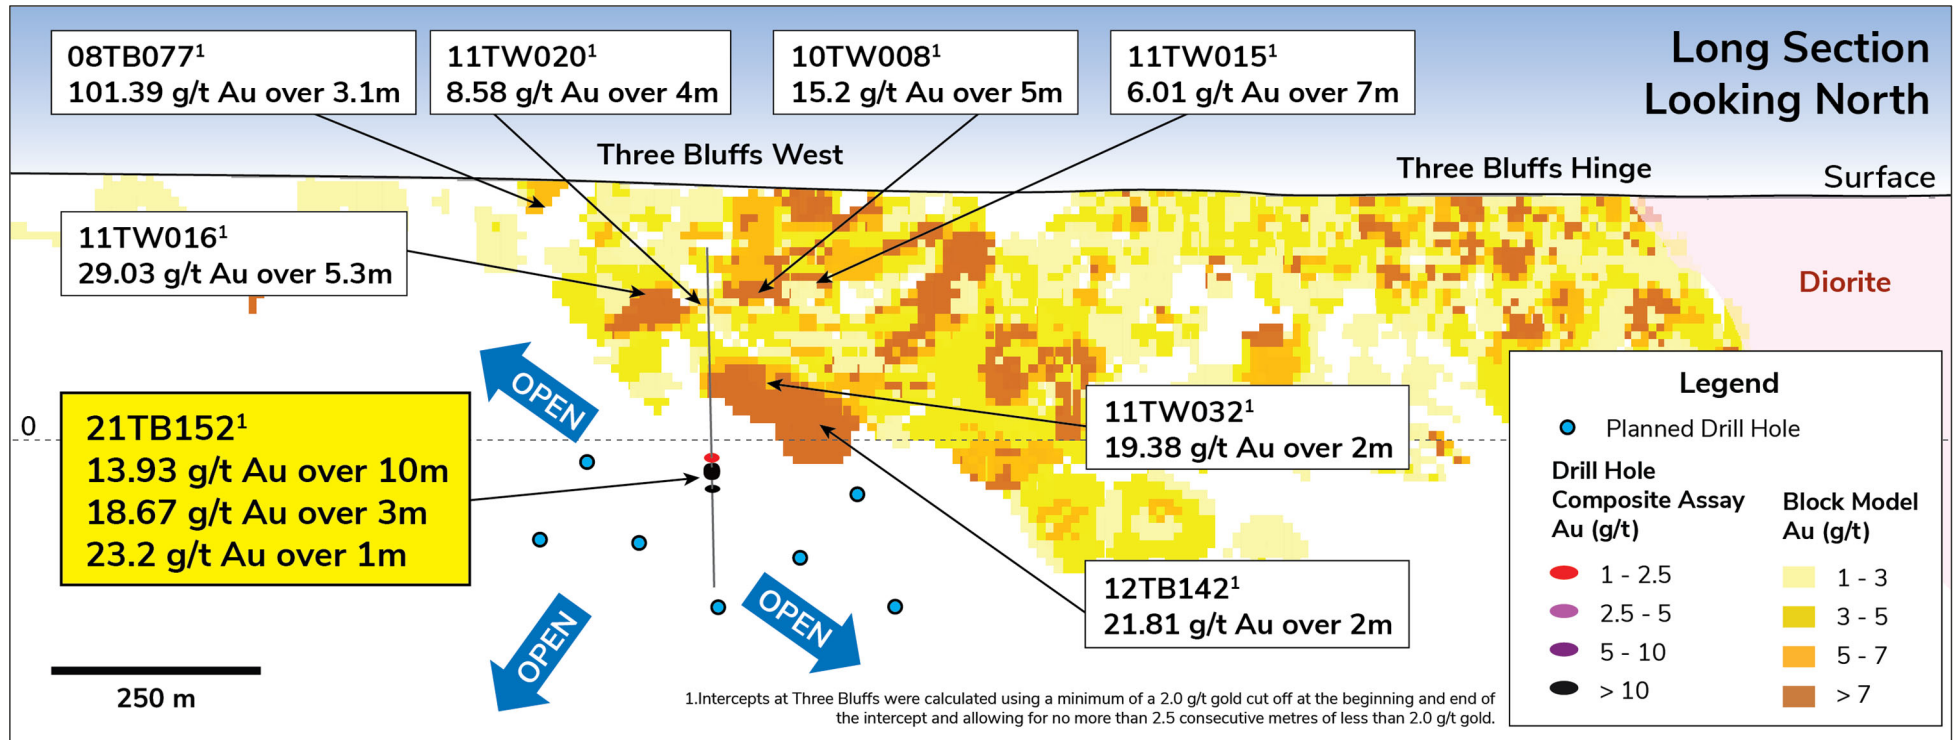 08TB077¹
101.39 g/t Au over 3.1m
11TW020¹
8.58 g/t Au over 4m
10TW008¹
15.2 g/t Au over 5m
11TW015¹
6.01 g/t Au over 7m
Long Section
Looking North
Three Bluffs West
Three Bluffs Hinge
Surface
11TW016¹
29.03 g/t Au over 5.3m
Diorite
OPEN
0
21TB152¹
13.93 g/t Au over 10m
18.67 g/t Au over 3m
23.2 g/t Au over 1m
11TW032¹
19.38 g/t Au over 2m
12TB142¹
21.81 g/t Au over 2m
OPEN
OPEN
250 m
1.Intercepts at Three Bluffs were calculated using a minimum of a 2.0 g/t gold cut off at the beginning and end of
the intercept and allowing for no more than 2.5 consecutive metres of less than 2.0 g/t gold.
Legend
Planned Drill Hole
Drill Hole
Composite Assay
Au (g/t)
1 - 2.5
2.5 - 5
5 - 10
> 10
Block Model
Au (g/t)
1 - 3
3 - 5
5 - 7
> 7